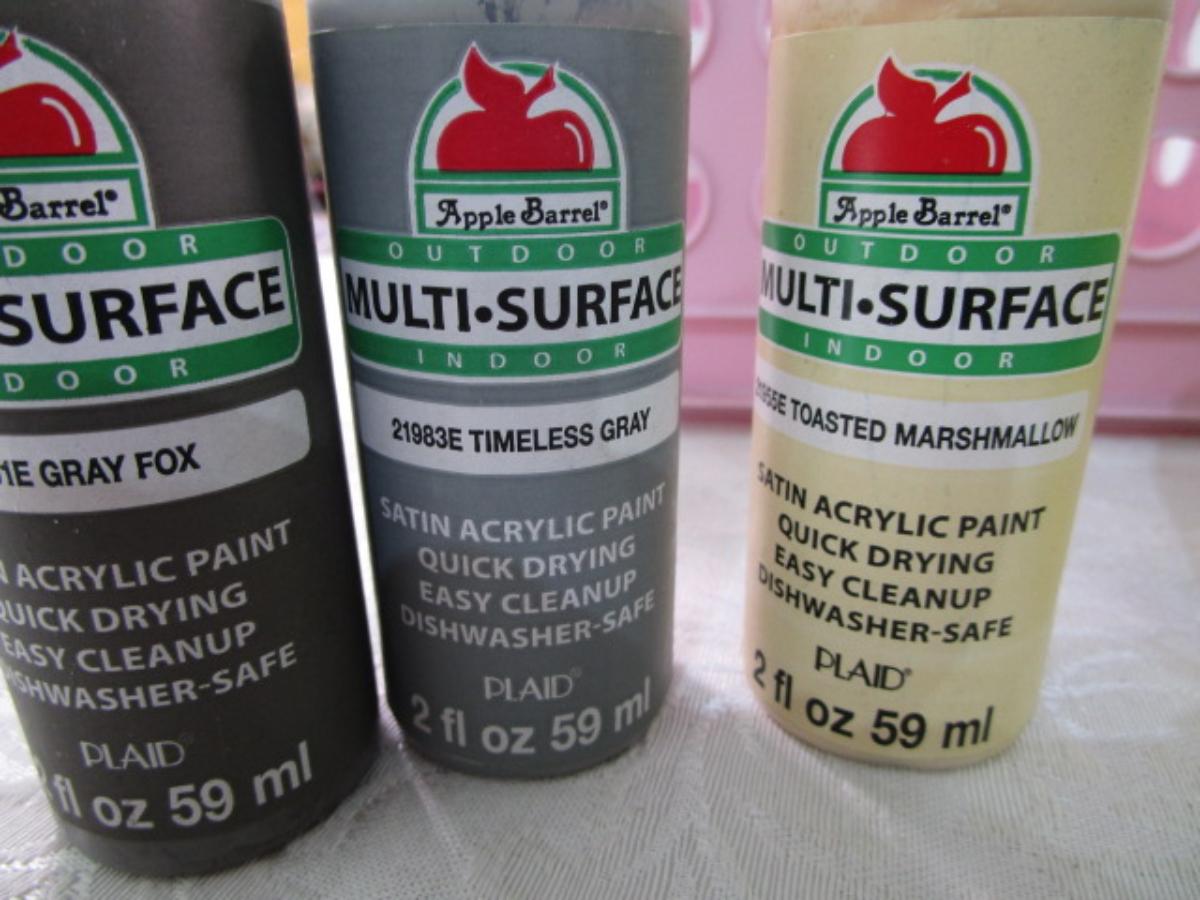 Barrel®
DOOR
SURFACE
DOOR
1E GRAY FOX
N ACRYLIC PAINT
QUICK DRYING
EASY CLEANUP
ISHWASHER-SAFE
PLAID®
fl oz 59 ml
Apple Barrel®
OUTDOOR
MULTI•SURFACE
INDOOR
21983E TIMELESS GRAY
SATIN ACRYLIC PAINT
QUICK DRYING
EASY CLEANUP
DISHWASHER-SAFE
PLAID®
2 fl oz 59 ml
Apple Barrel®
OUTDOOR
MULTI•SURFACE
INDOOR
TOASTED MARSHMALLOW
SATIN ACRYLIC PAINT
QUICK DRYING
EASY CLEANUP
DISHWASHER-SAFE
PLAID®
2 fl oz 59 ml